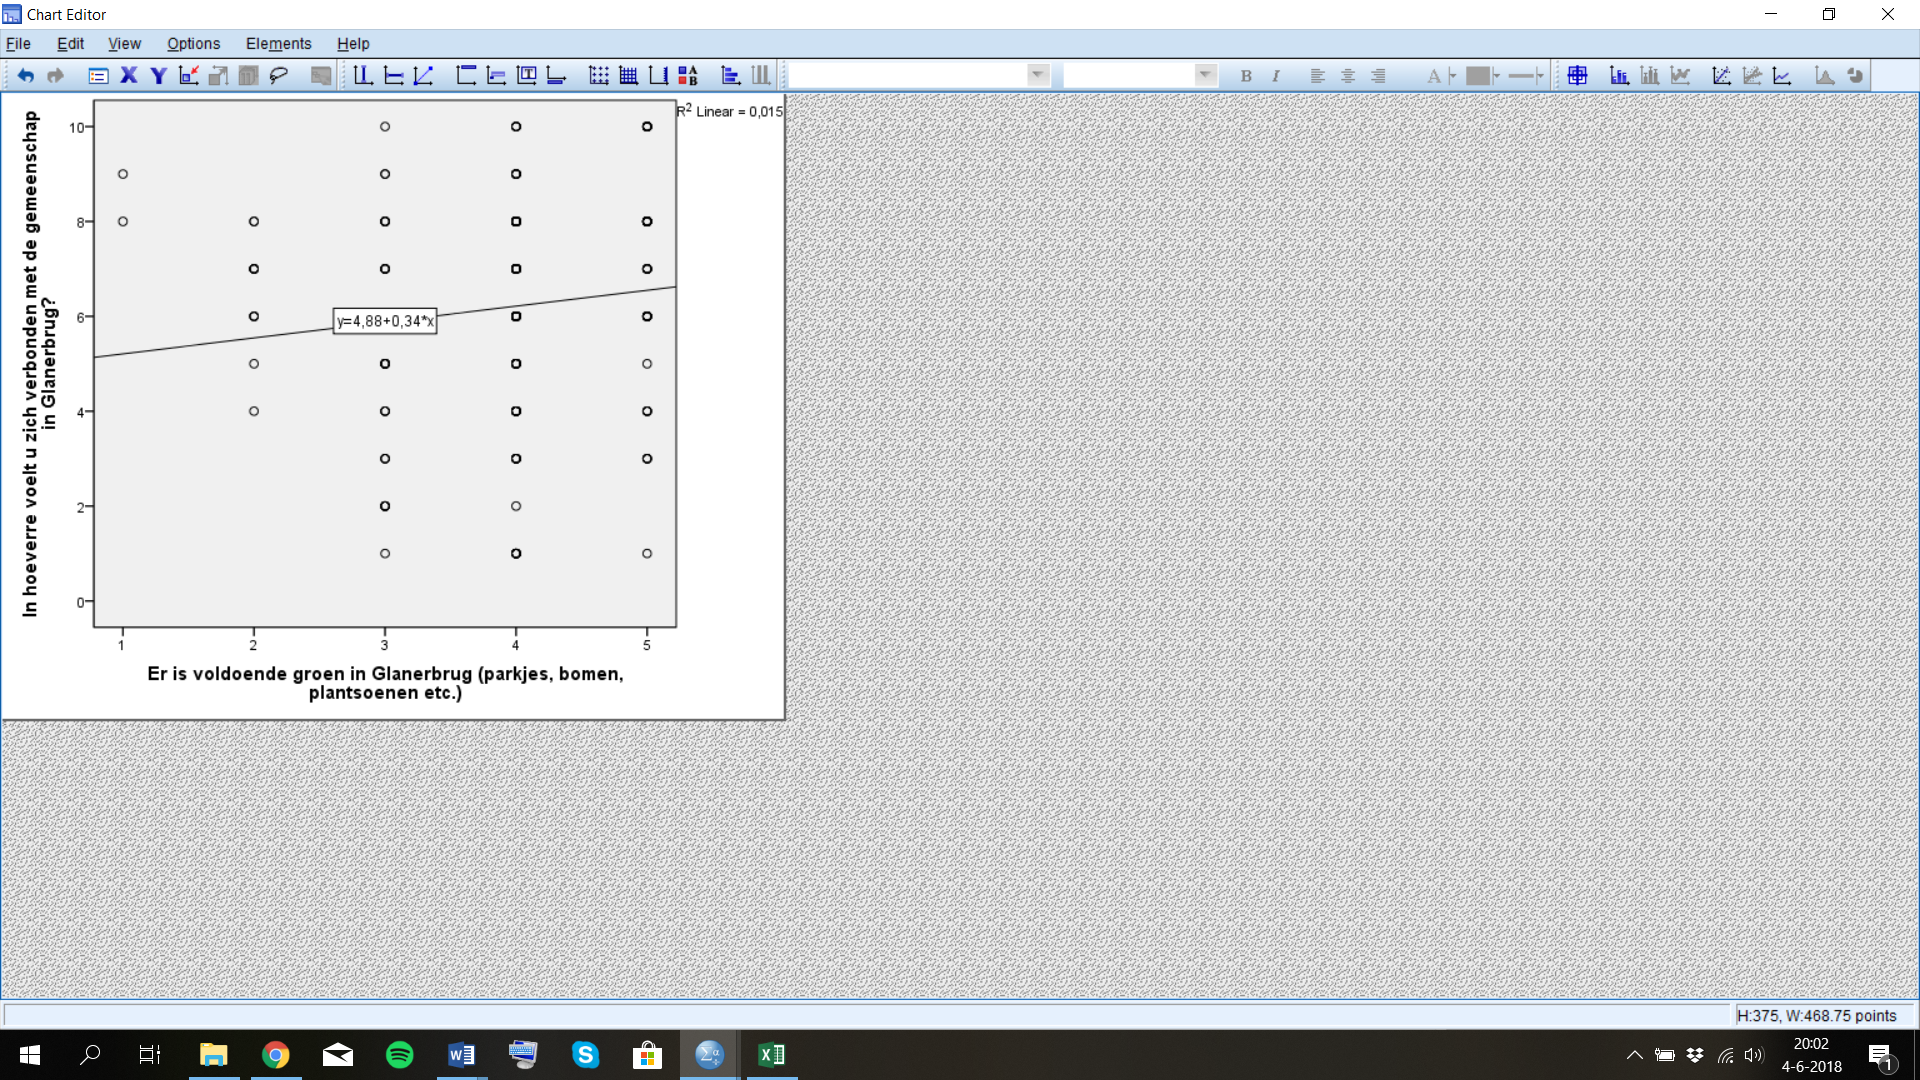 Chart Editor
File Edit View Options Elements Help
R² Linear = 0,015
In hoeverre voelt u zich verbonden met de gemeenschap
in Glanerbrug?
10
8
6
4
2
0
y=4,88+0,34*x
1 2 3 4 5
Er is voldoende groen in Glanerbrug (parkjes, bomen,
plantsoenen etc.)
H:375, W:468.75 points
20:02
4-6-2018
1